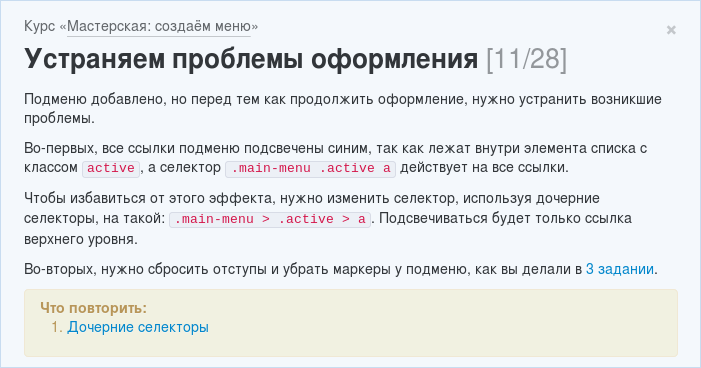 Курс «Мастерская: создаём меню»
Устраняем проблемы оформления [11/28]
Подменю добавлено, но перед тем как продолжить оформление, нужно устранить возникшие
проблемы.
Во-первых, все ссылки подменю подсвечены синим, так как лежат внутри элемента списка с
классом active, а селектор .main-menu .active a действует на все ссылки.
Чтобы избавиться от этого эффекта, нужно изменить селектор, используя дочерние
селекторы, на такой: .main-menu > .active > a. Подсвечиваться будет только ссылка
верхнего уровня.
Во-вторых, нужно сбросить отступы и убрать маркеры у подменю, как вы делали в 3 задании.
Что повторить:
1. Дочерние селекторы